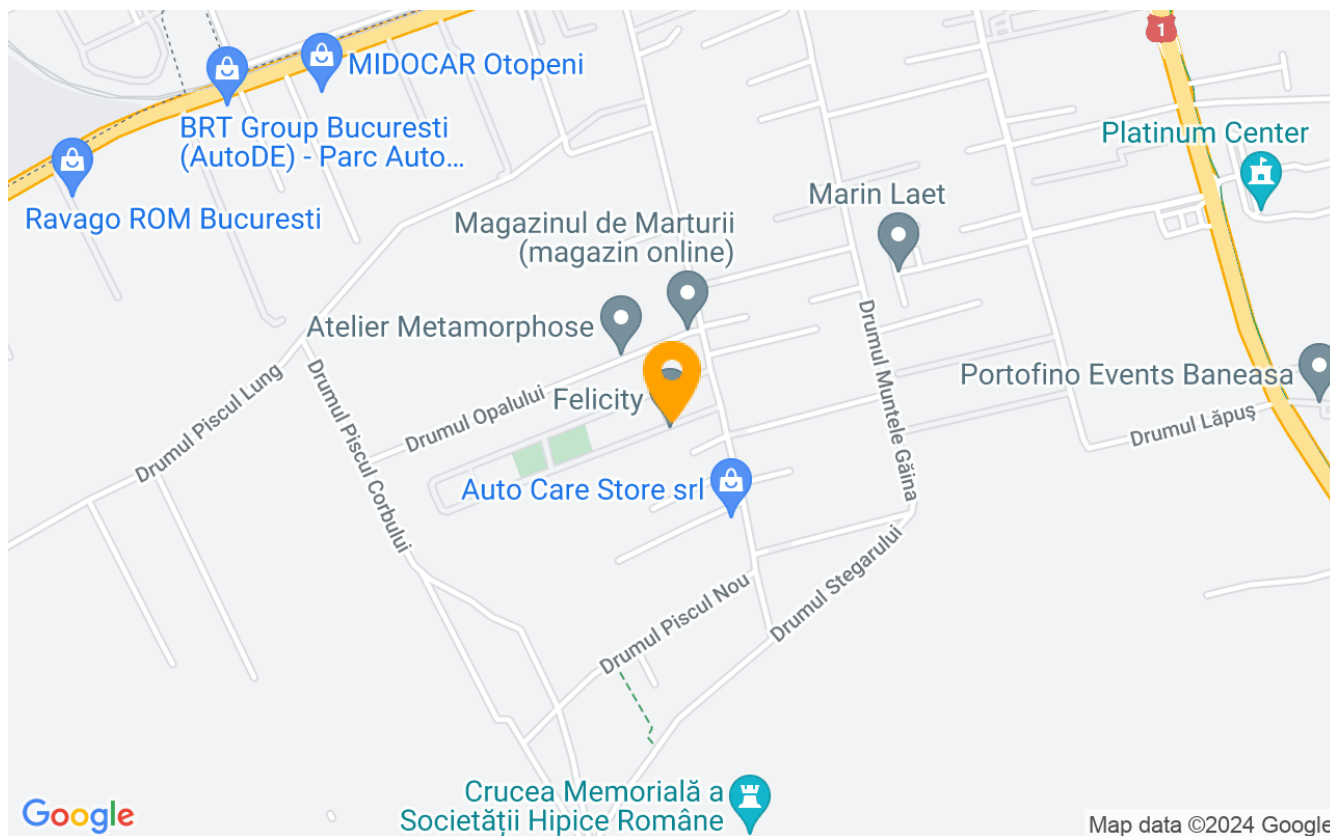 1
MIDOCAR Otopeni
BRT Group Bucuresti
(AutoDE) - Parc Auto...
Platinum Center
Ravago ROM Bucuresti
Marin Laet
Magazinul de Marturii
(magazin online)
Atelier Metamorphose
Drumul Muntele Găina
Drumul Piscul Lung
Drumul Piscul Corbului
Drumul Opalului
Felicity
Portofino Events Baneasa
Drumul Lăpuș
Auto Care Store srl
Drumul Piscul Nou
Drumul Stegarului
Crucea Memorială a
Societății Hipice Române
Google
Map data ©2024 Google